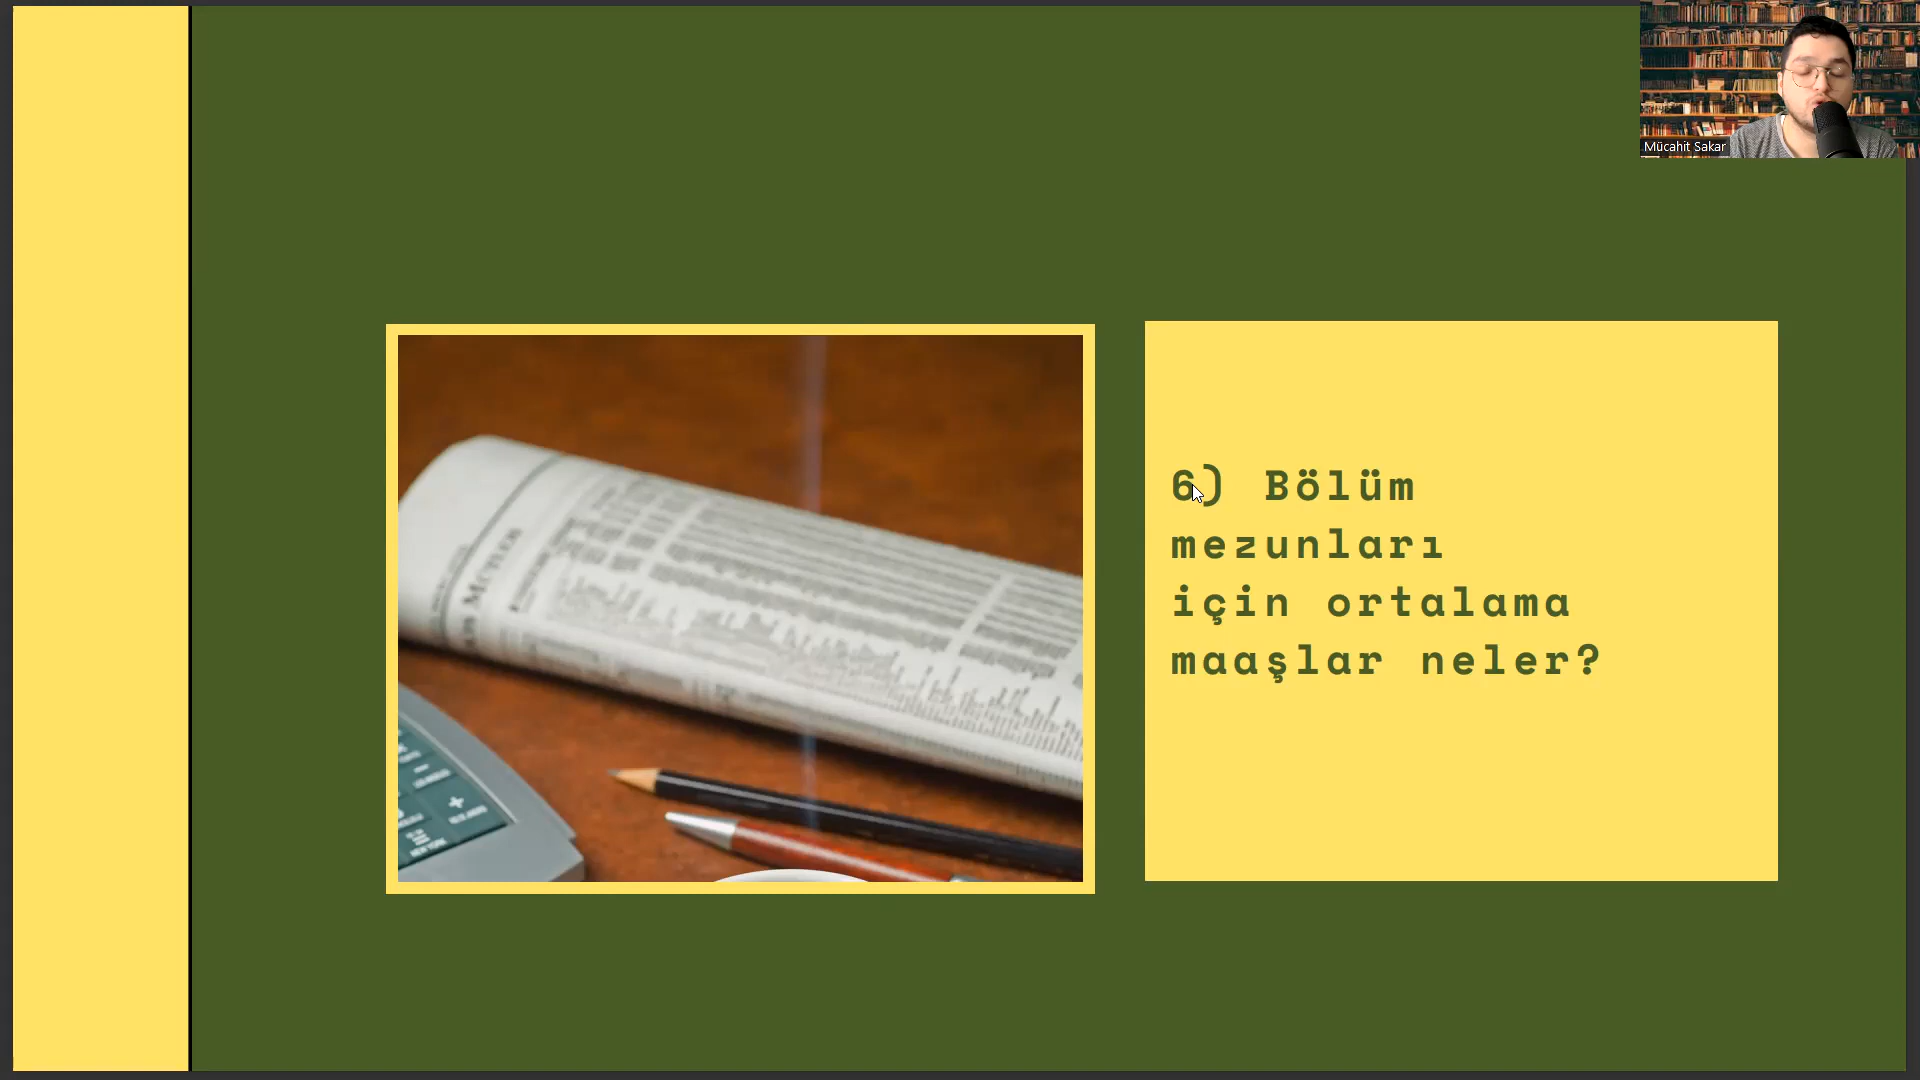 Mücahit Sakar
6) Bölüm
mezunları
için ortalama
maaşlar neler?